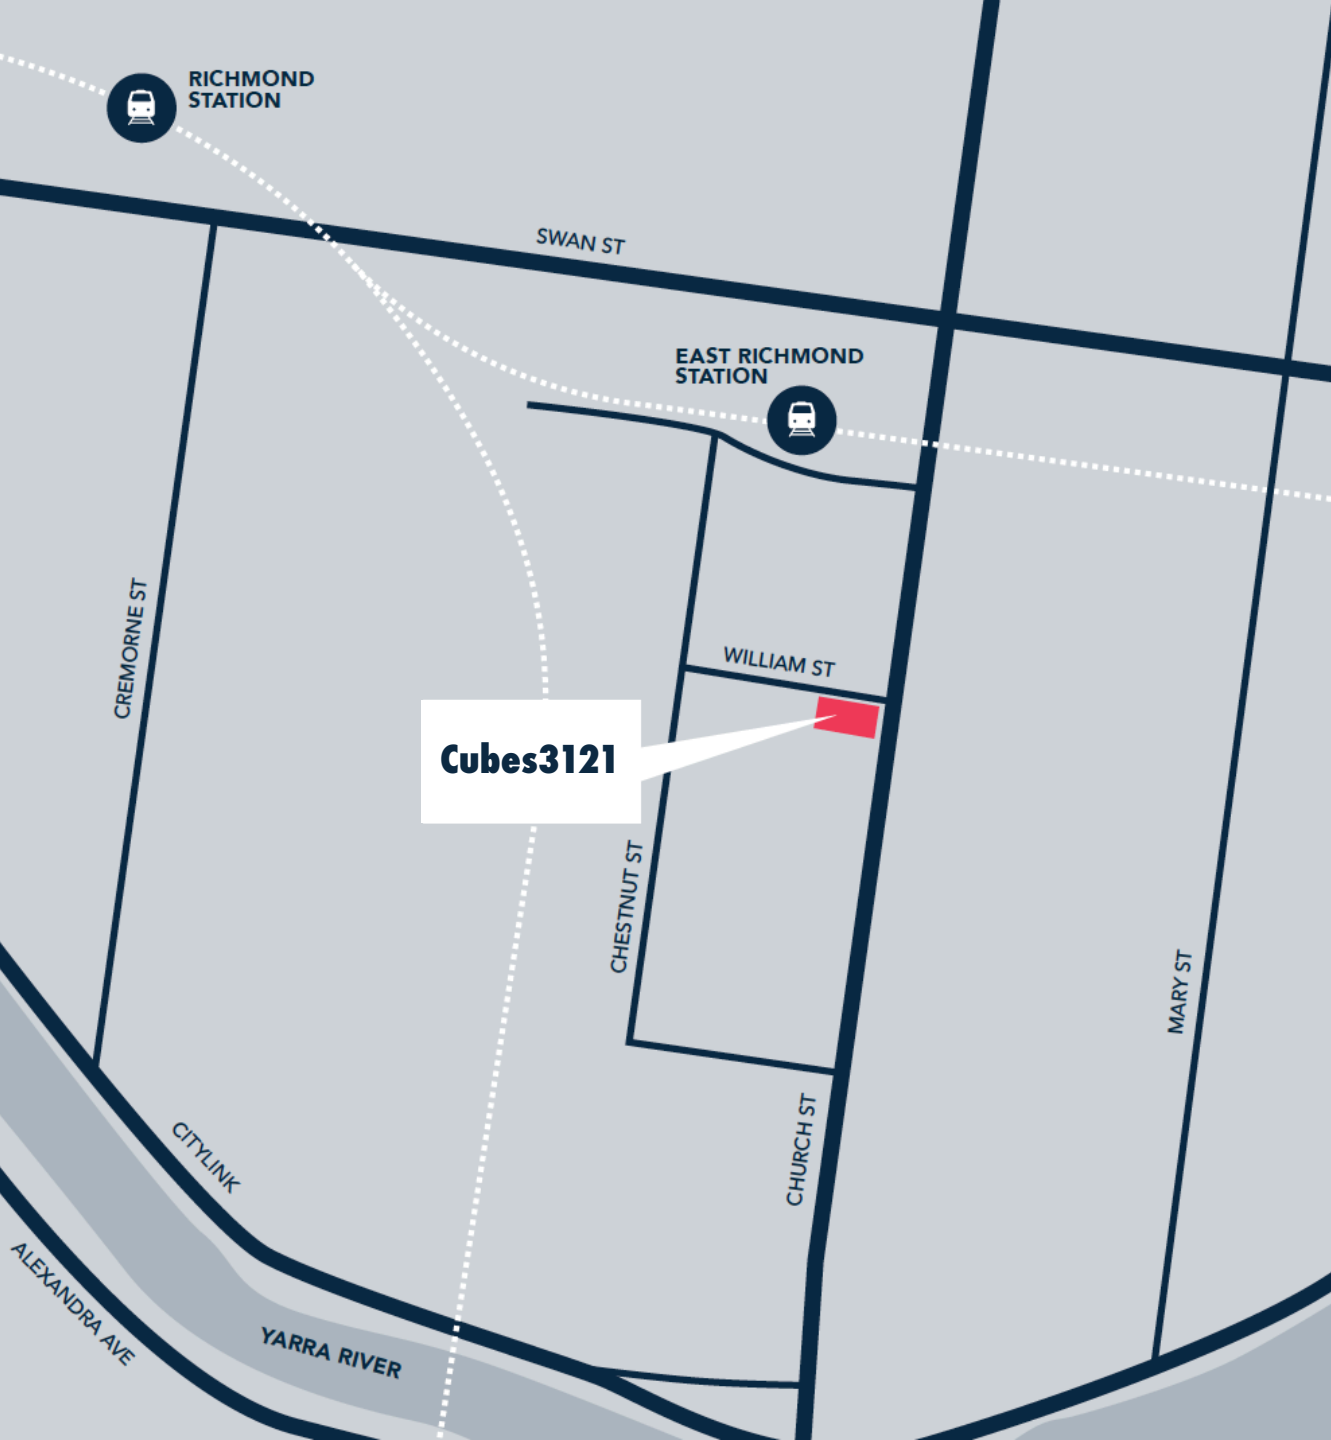 RICHMOND
STATION
SWAN ST
EAST RICHMOND
STATION
CREMORNE ST
WILLIAM ST
Cubes3121
CHESTNUT ST
MARY ST
CHURCH ST
CITYLINK
ALEXANDRA AVE
YARRA RIVER